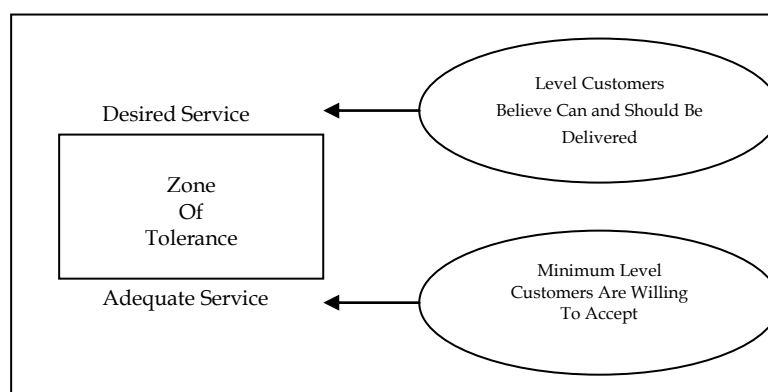 Desired Service
Zone
Of
Tolerance
Adequate Service
Level Customers
Believe Can and Should Be
Delivered
Minimum Level
Customers Are Willing
To Accept